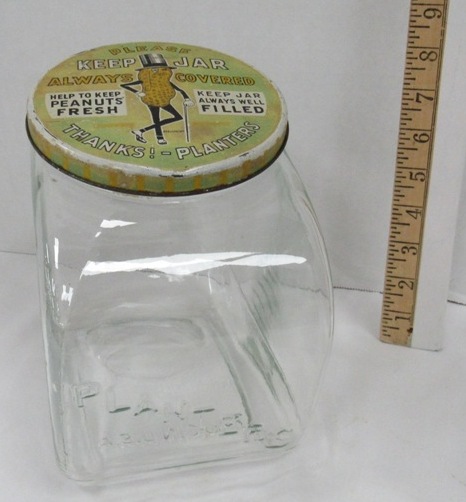 PLEASE
KEEP JAR
ALWAYS COVERED
HELP TO KEEP
PEANUTS
FRESH
KEEP JAR
ALWAYS WELL
FILLED
THANKS! - PLANTERS
9
8
7
6
5
4
3
2
1